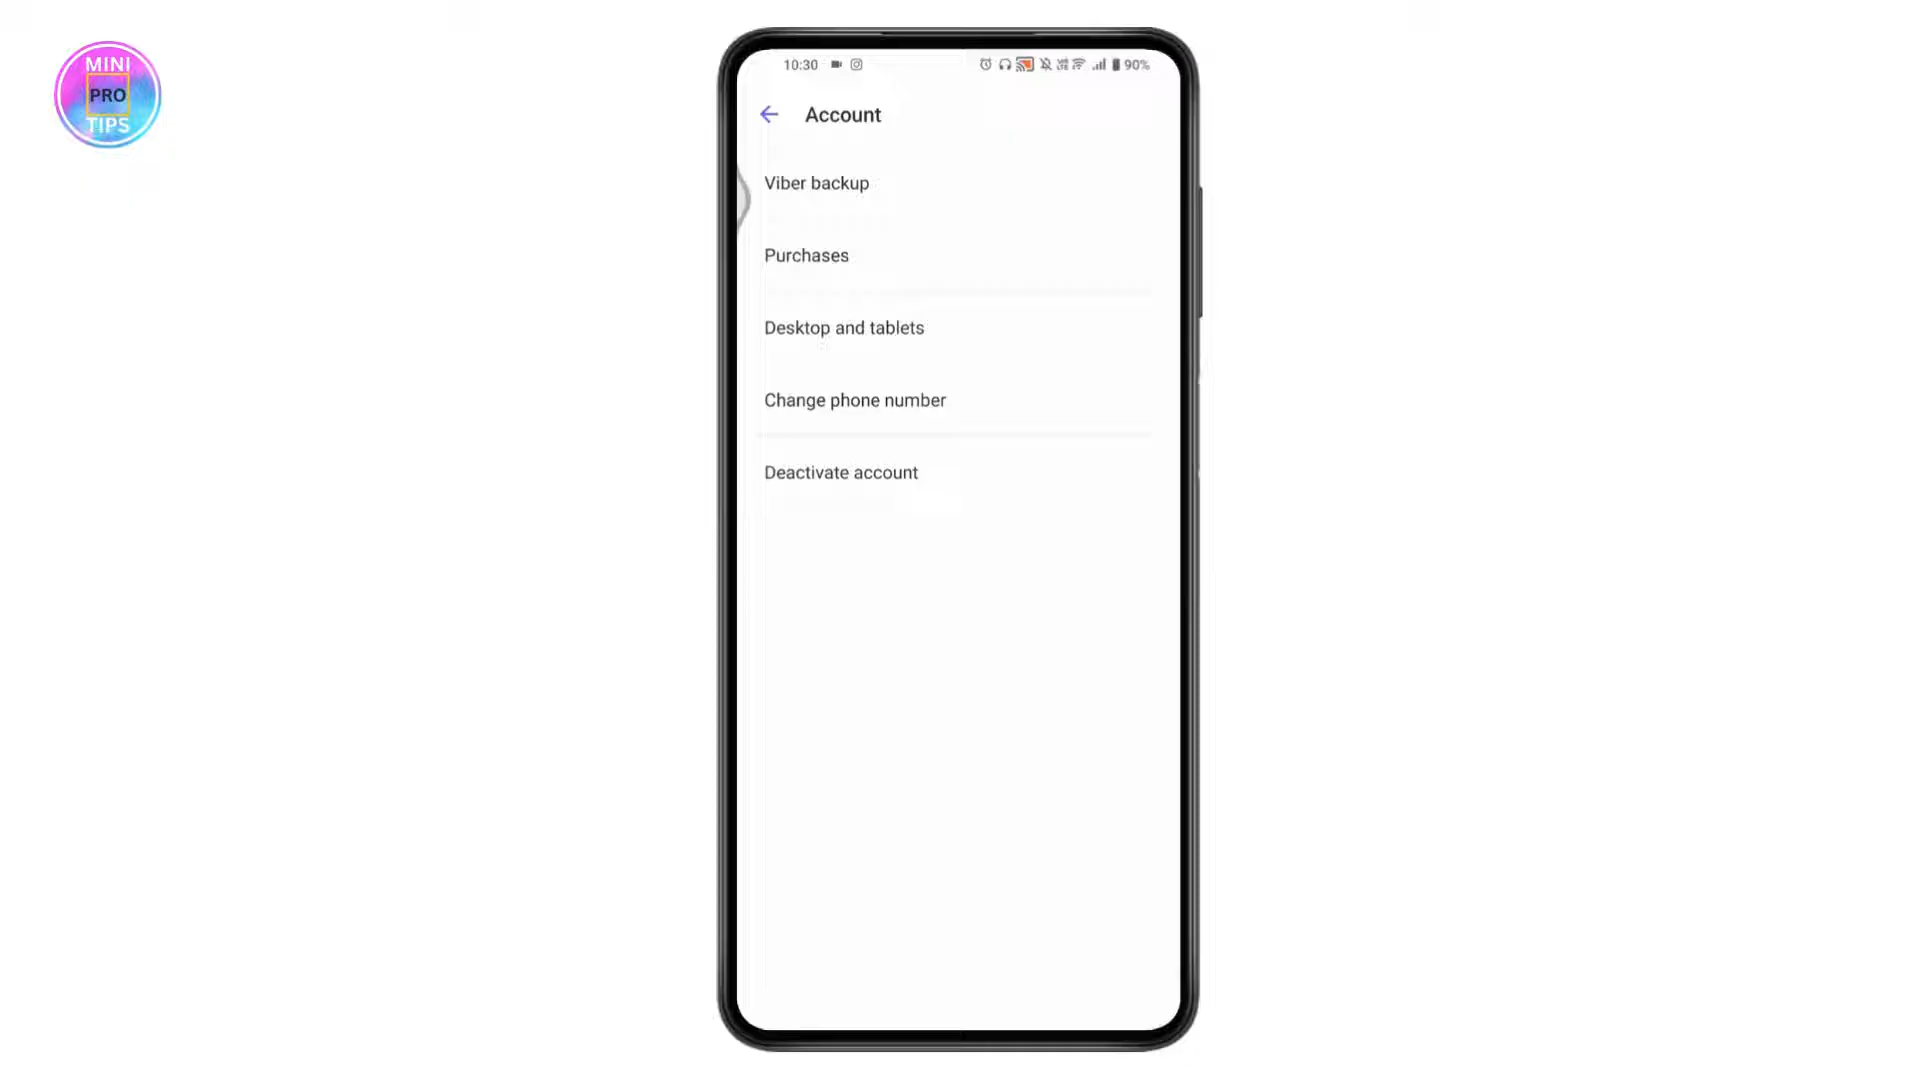 MINI
PRO
TIPS
10:30
90%
Account
Viber backup
Purchases
Desktop and tablets
Change phone number
Deactivate account